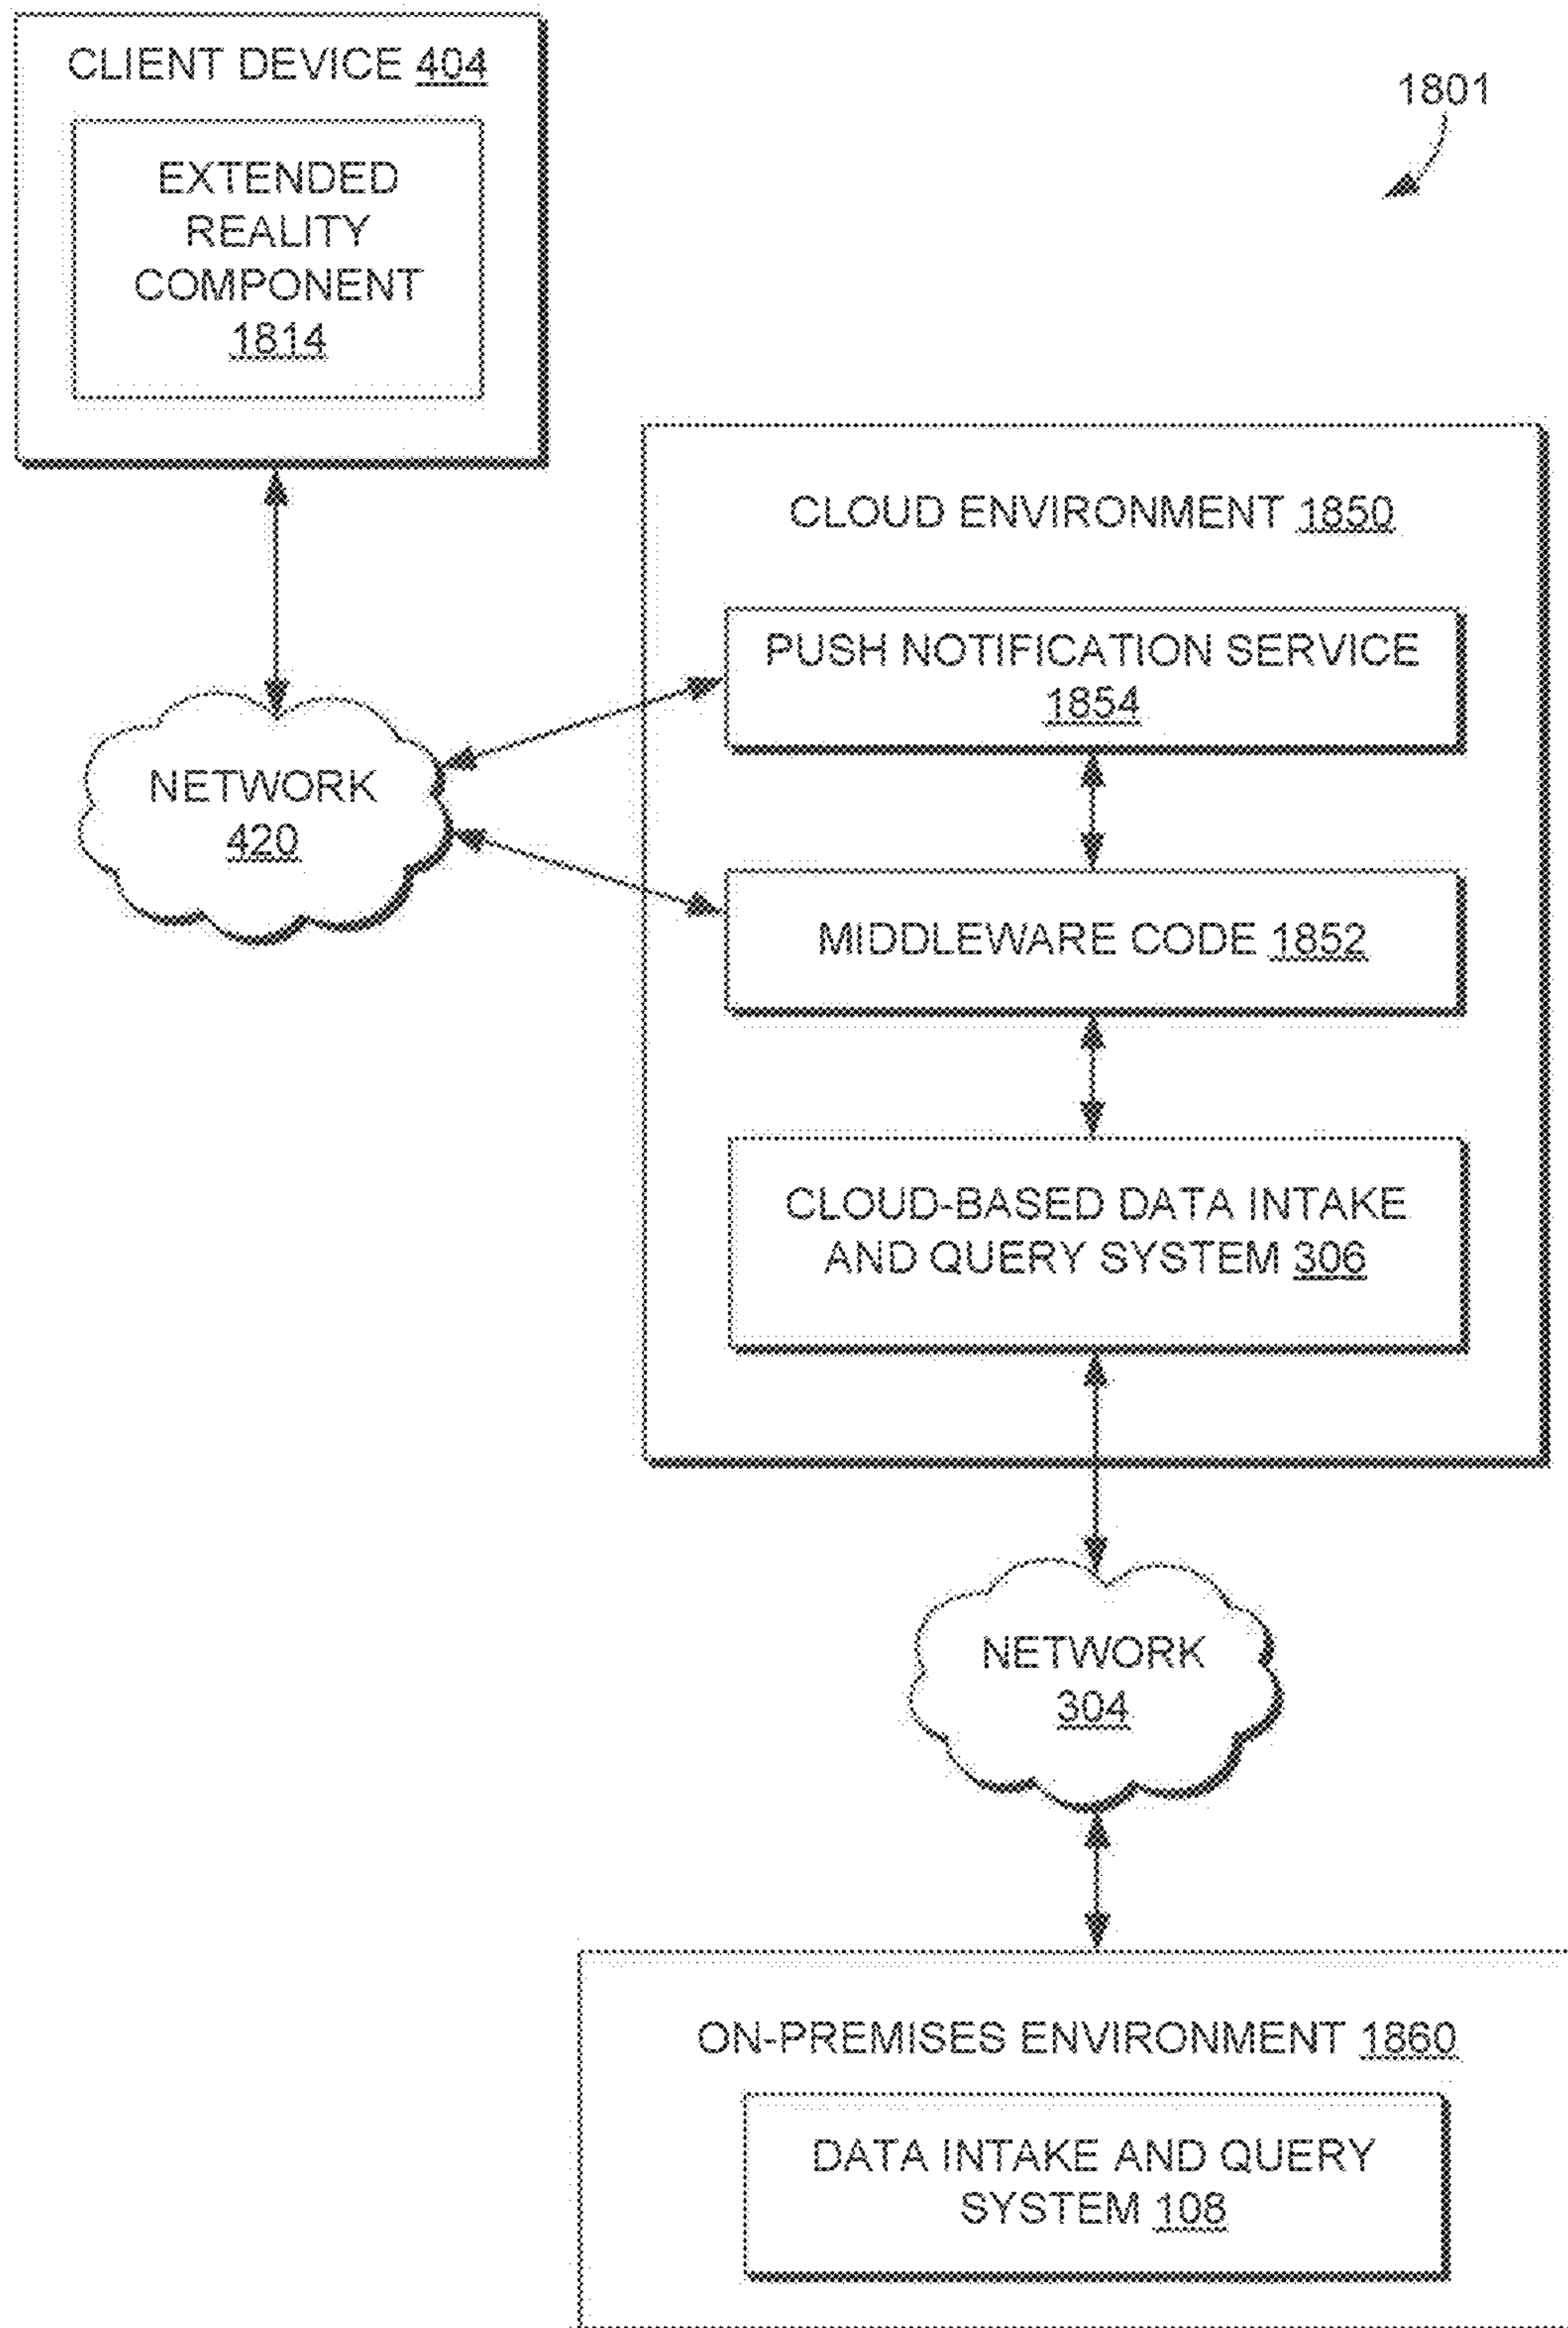 CLIENT DEVICE 404
EXTENDED
REALITY
COMPONENT
1814
1801
CLOUD ENVIRONMENT 1850
PUSH NOTIFICATION SERVICE
1854
NETWORK
420
MIDDLEWARE CODE 1852
CLOUD-BASED DATA INTAKE
AND QUERY SYSTEM 306
NETWORK
304
ON-PREMISES ENVIRONMENT 1860
DATA INTAKE AND QUERY
SYSTEM 108